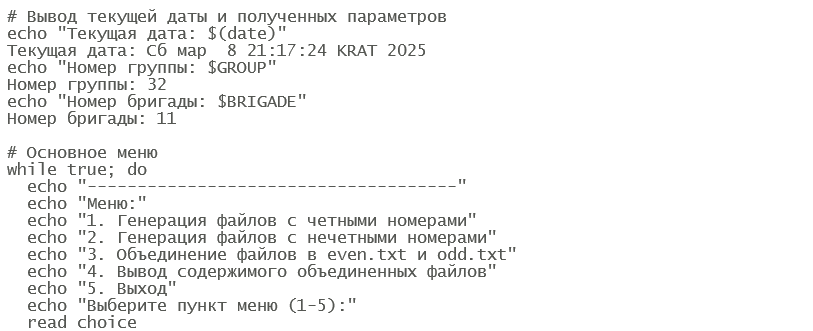 # Вывод текущей даты и полученных параметров
echo "Текущая дата: $(date)"
Текущая дата: Сб мар  8 21:17:24 KRAT 2025
echo "Номер группы: $GROUP"
Номер группы: 32
echo "Номер бригады: $BRIGADE"
Номер бригады: 11

# Основное меню
while true; do
  echo "-------------------------------------"
  echo "Меню:"
  echo "1. Генерация файлов с четными номерами"
  echo "2. Генерация файлов с нечетными номерами"
  echo "3. Объединение файлов в even.txt и odd.txt"
  echo "4. Вывод содержимого объединенных файлов"
  echo "5. Выход"
  echo "Выберите пункт меню (1-5):"
  read choice